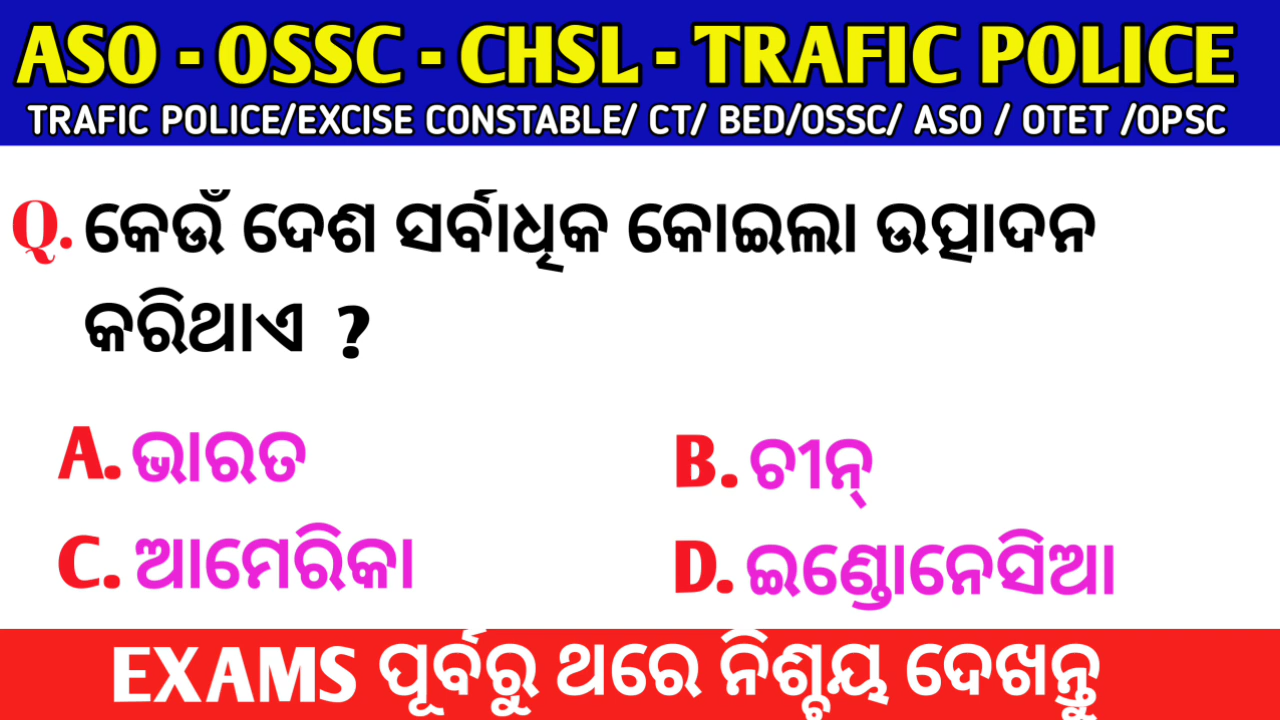 ASO - OSSC - CHSL - TRAFIC POLICE
TRAFIC POLICE/EXCISE CONSTABLE/ CT/ BED/OSSC/ ASO / OTET /OPSC
Q. କେଉଁ ଦେଶ ସର୍ବାଧିକ କୋଇଲା ଉତ୍ପାଦନ
କରିଥାଏ ?
A. ଭାରତ
B. ଚୀନ୍
C. ଆମେରିକା
D. ଇଣ୍ଡୋନେସିଆ
EXAMS ପୂର୍ବରୁ ଥରେ ନିଶ୍ଚୟ ଦେଖନ୍ତୁ